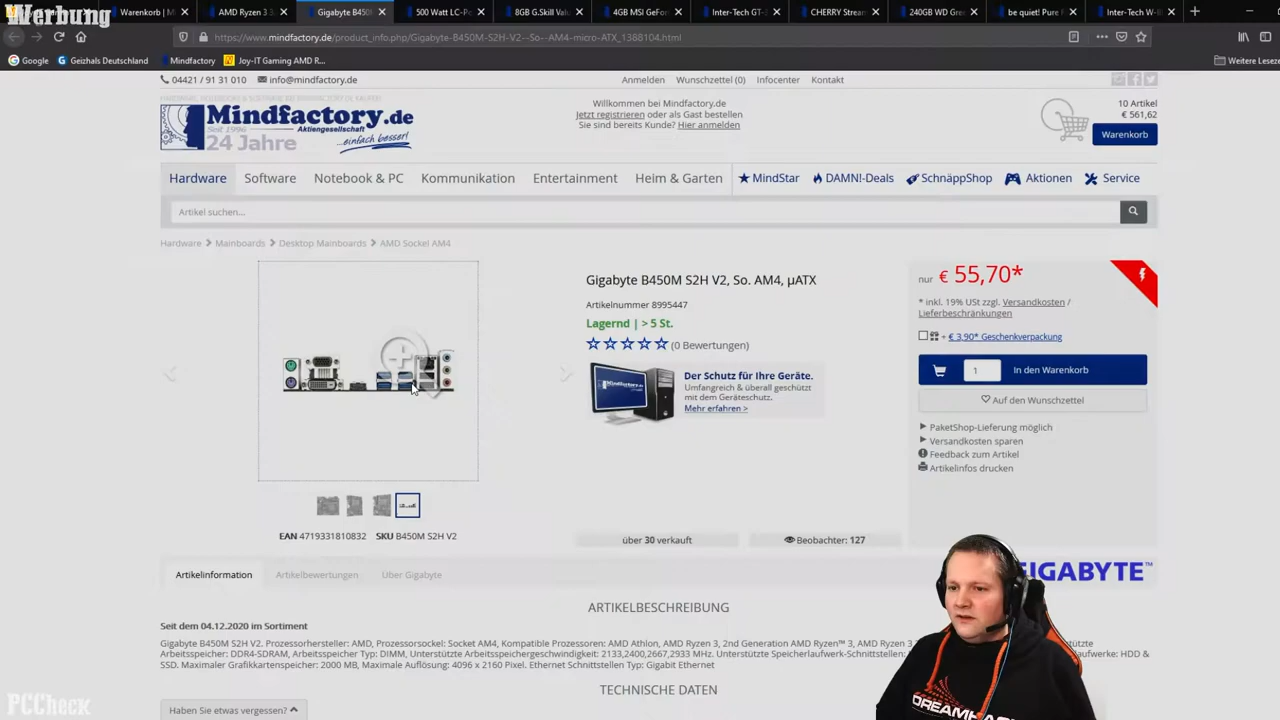 Werbung
Warenkorb | M
AMD Ryzen 3 3
Gigabyte B450
500 Watt
8GB G.Skill Valu
4GB MSI GeFor
Inter-Tech GT-3
CHERRY Stream
240GB WD Gre
be quiet! Pure
Inter-Tech W-B
https://www.mindfactory.de/product_info.php/Gigabyte-B450M-S2H-V2--So--AM4-micro-ATX_1368104.html
Google
Geizhals Deutschland
Mindfactory
Joy-IT Gaming AMD R...
Weitere Leseze
04421 / 91 31 010
info@mindfactory.de
Anmelden
Wunschzettel (0)
Infocenter
Kontakt
Mindfactory.de
Aktiengesellschaft
Seit 1996
24 Jahre
...einfach besser!
Willkommen bei Mindfactory.de
Jetzt registrieren oder als Gast bestellen
Sie sind bereits Kunde? Hier anmelden
10 Artikel
€ 561,62
Warenkorb
Hardware
Software
Notebook & PC
Kommunikation
Entertainment
Heim & Garten
MindStar
DAMN!-Deals
SchnäppShop
Aktionen
Service
Artikel suchen...
Hardware > Mainboards > Desktop Mainboards > AMD Sockel AM4
Gigabyte B450M S2H V2, So. AM4, µATX
Artikelnummer 8995447
Lagernd | > 5 St.
(0 Bewertungen)
Mindfactory.de
Der Schutz für Ihre Geräte.
Umfangreich & überall geschützt
mit dem Geräteschutz.
Mehr erfahren >
nur € 55,70*
* inkl. 19% USt zzgl. Versandkosten /
Lieferbeschränkungen
+ € 3,90* Geschenkverpackung
1
In den Warenkorb
Auf den Wunschzettel
PaketShop-Lieferung möglich
Versandkosten sparen
Feedback zum Artikel
Artikelinfos drucken
EAN 4719331810832 SKU B450M S2H V2
über 30 verkauft
Beobachter: 127
Artikelinformation
Artikelbewertungen
Über Gigabyte
GIGABYTE™
ARTIKELBESCHREIBUNG
Seit dem 04.12.2020 im Sortiment
Gigabyte B450M S2H V2. Prozessorhersteller: AMD, Prozessorsockel: Socket AM4, Kompatible Prozessoren: AMD Athlon, AMD Ryzen 3, 2nd Generation AMD Ryzen™ 3, AMD Ryzen 3
Arbeitsspeicher: DDR4-SDRAM, Arbeitsspeicher Typ: DIMM, Unterstützte Arbeitsspeichergeschwindigkeit: 2133,2400,2667,2933 MHz. Unterstützte Speicherlaufwerk-Schnittstellen: HDD &
SSD. Maximaler Grafikkartenspeicher: 2000 MB, Maximale Auflösung: 4096 x 2160 Pixel. Ethernet Schnittstellen Typ: Gigabit Ethernet
TECHNISCHE DATEN
Haben Sie etwas vergessen?
PCCheck